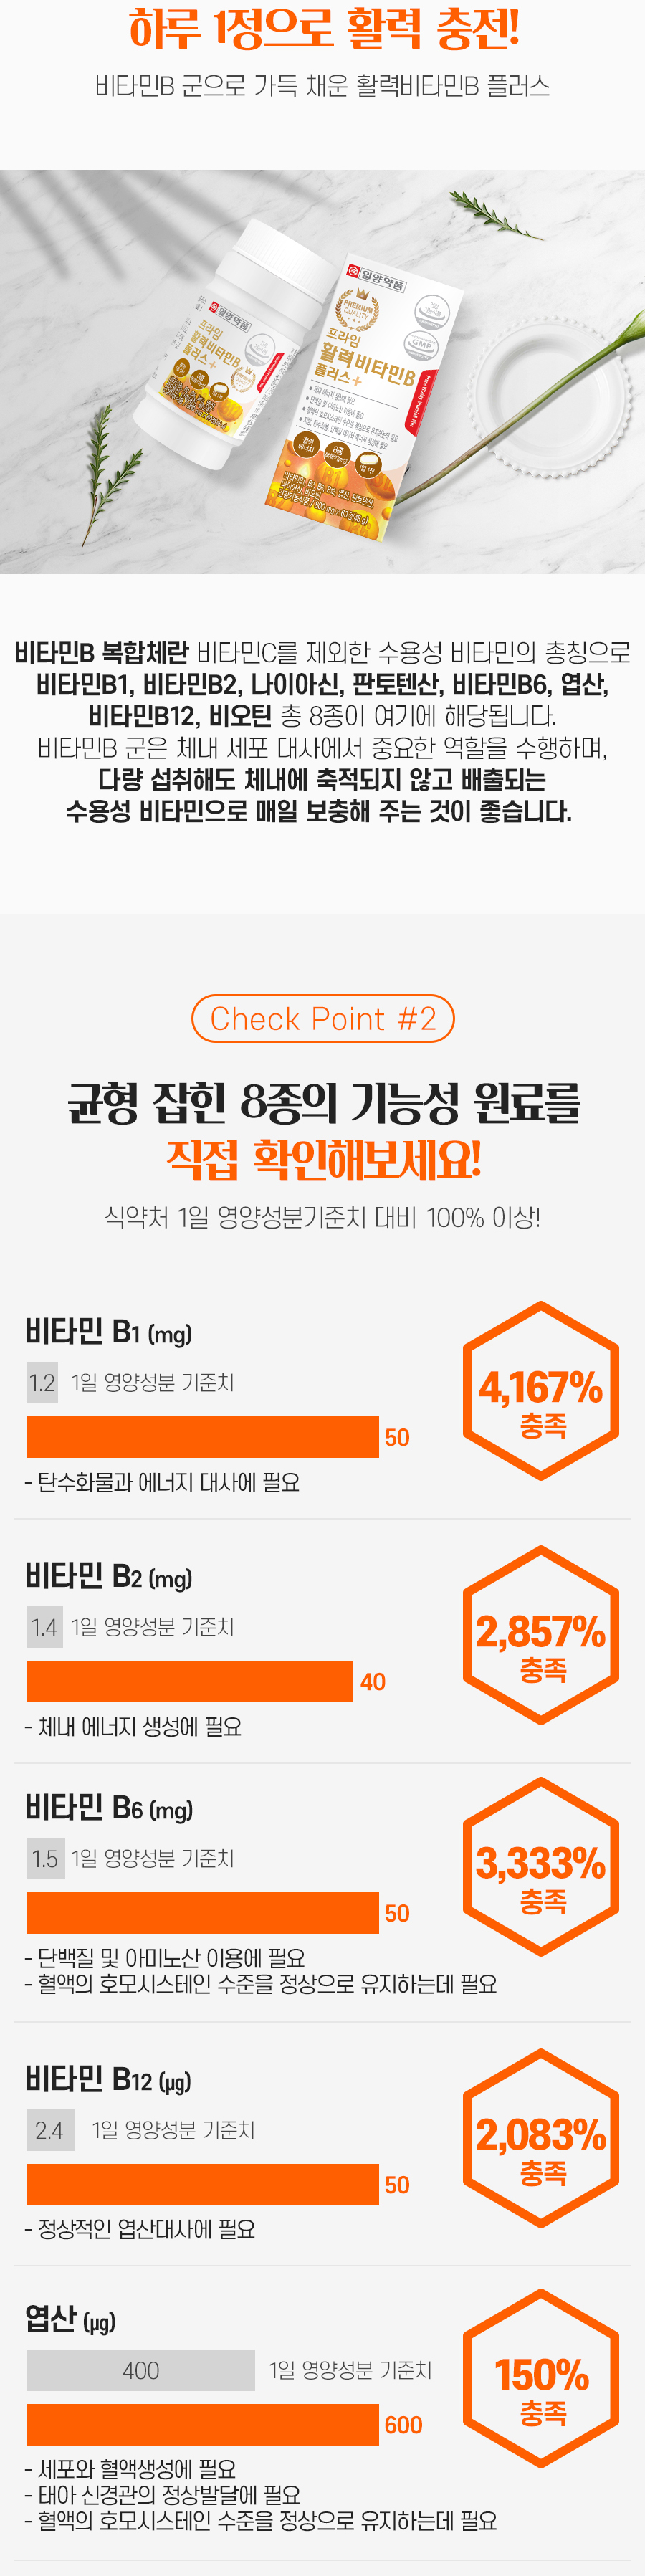 하루 1정으로 활력 충전!
비타민B 군으로 가득 채운 활력비타민B 플러스
일양약품
프라임
활력비타민B
플러스+
일양약품
PREMIUM
QUALITY
GMP
프라임
활력비타민B
플러스+
비타민B 복합체란 비타민C를 제외한 수용성 비타민의 총칭으로
비타민B1, 비타민B2, 나이아신, 판토텐산, 비타민B6, 엽산,
비타민B12, 비오틴 총 8종이 여기에 해당됩니다.
비타민B 군은 체내 세포 대사에서 중요한 역할을 수행하며,
다량 섭취해도 체내에 축적되지 않고 배출되는
수용성 비타민으로 매일 보충해 주는 것이 좋습니다.
Check Point #2
균형 잡힌 8종의 기능성 원료를
직접 확인해보세요!
식약처 1일 영양성분기준치 대비 100% 이상!
비타민 B1 (mg)
1.2 1일 영양성분 기준치
50
4,167%
충족
- 탄수화물과 에너지 대사에 필요
비타민 B2 (mg)
1.4 1일 영양성분 기준치
40
2,857%
충족
- 체내 에너지 생성에 필요
비타민 B6 (mg)
1.5 1일 영양성분 기준치
50
3,333%
충족
- 단백질 및 아미노산 이용에 필요
- 혈액의 호모시스테인 수준을 정상으로 유지하는데 필요
비타민 B12 (μg)
2.4 1일 영양성분 기준치
50
2,083%
충족
- 정상적인 엽산대사에 필요
엽산 (μg)
400 1일 영양성분 기준치
600
150%
충족
- 세포와 혈액생성에 필요
- 태아 신경관의 정상발달에 필요
- 혈액의 호모시스테인 수준을 정상으로 유지하는데 필요